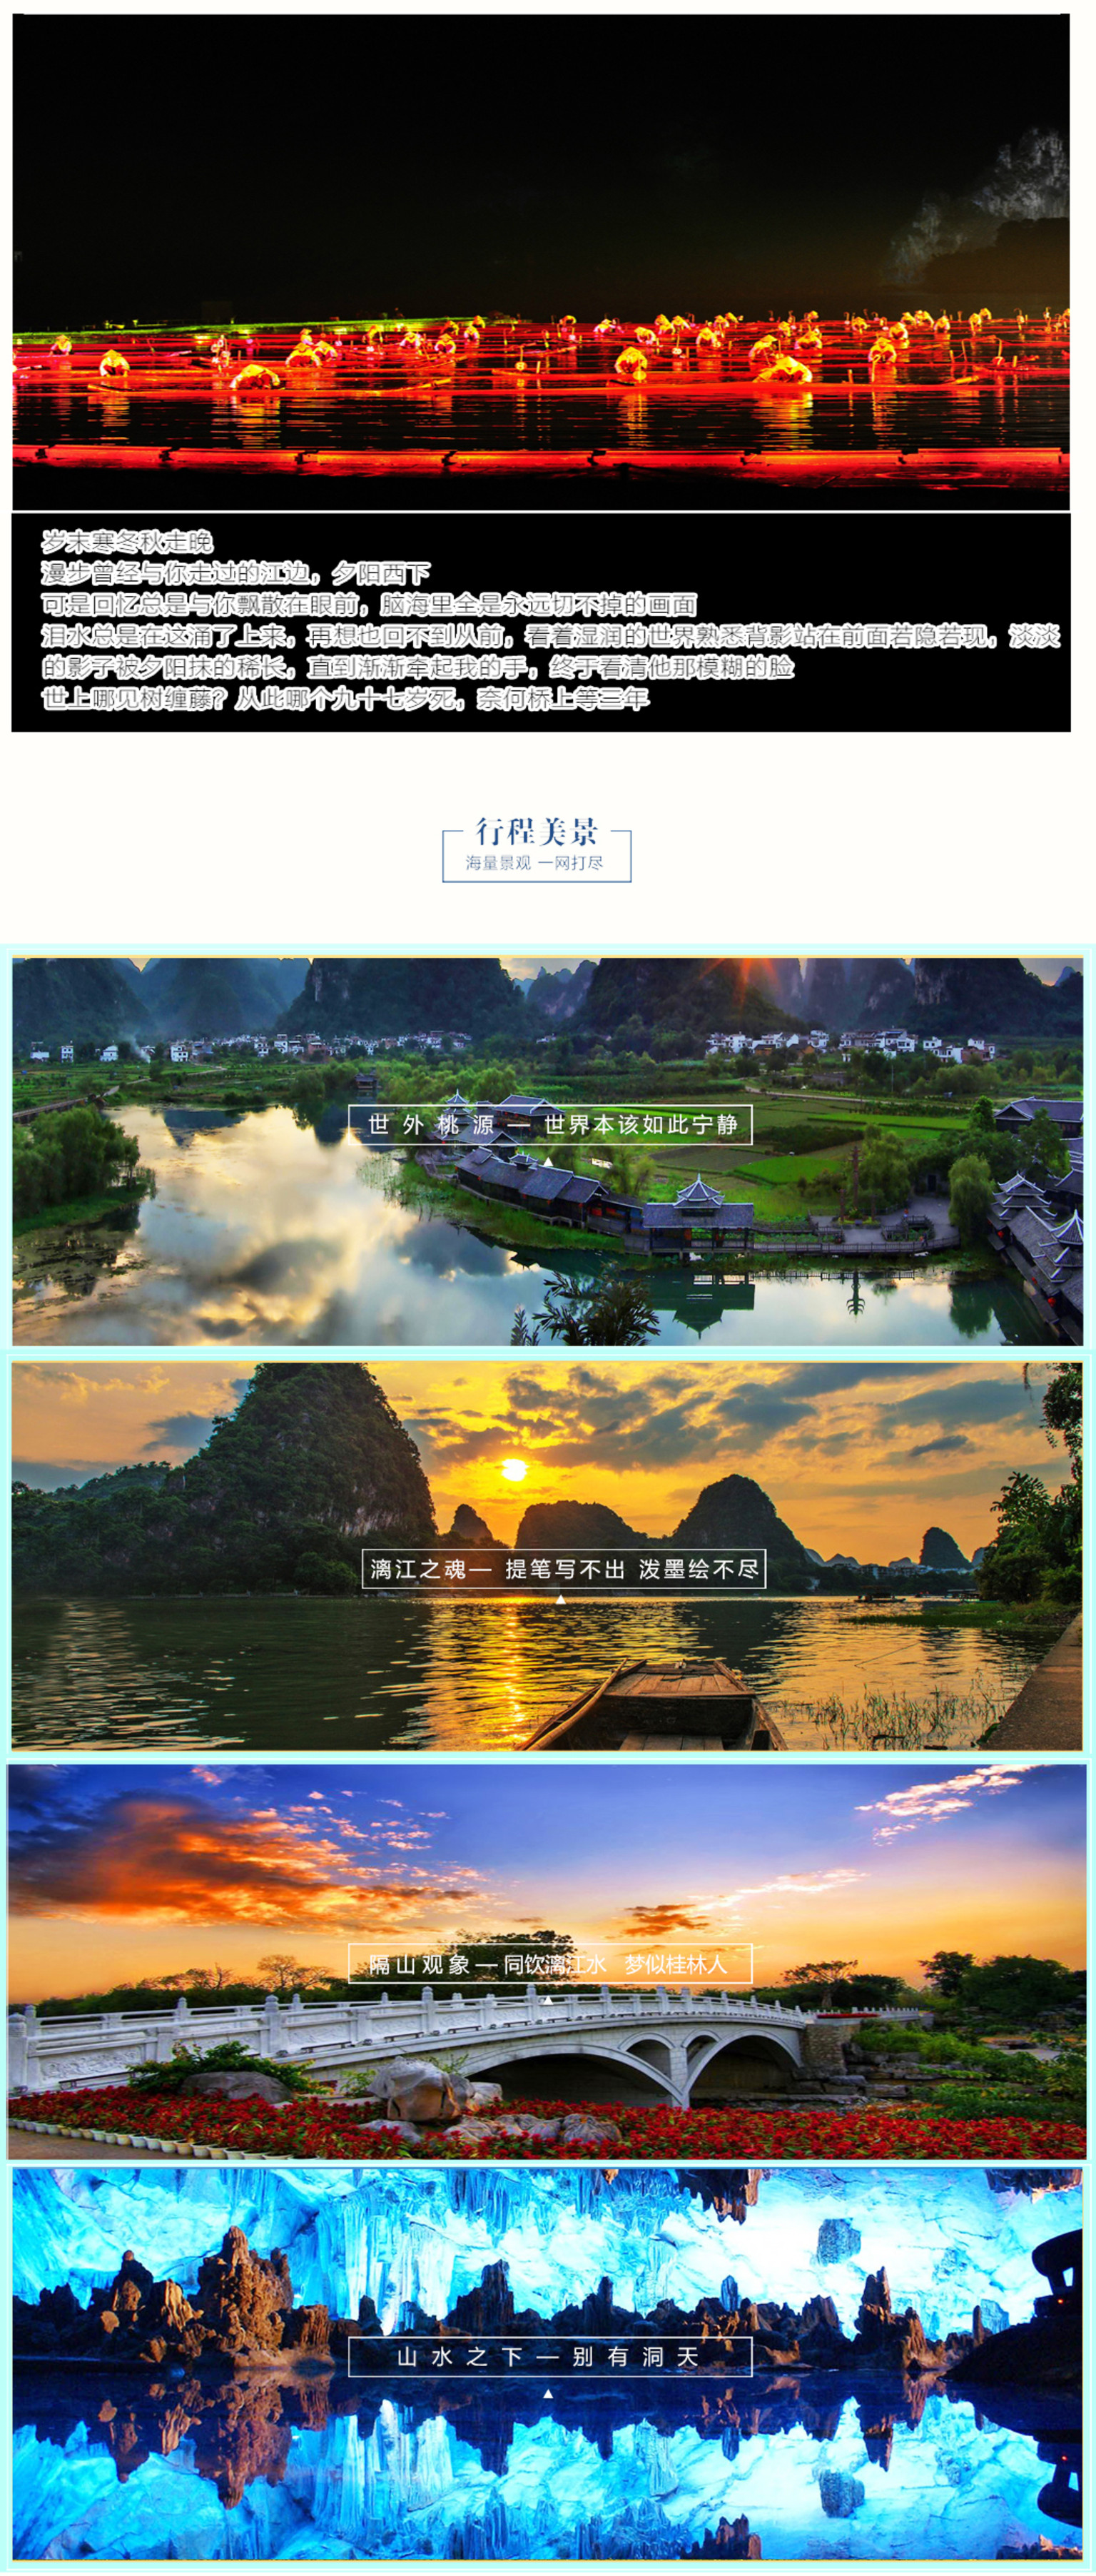 岁末寒冬秋走晚
漫步曾经与你走过的江边，夕阳西下
可是回忆总是与你飘散在眼前，脑海里全是永远切不掉的画面
泪水总是在这涌了上来，再想也回不到从前，看着湿润的世界熟悉背影站在前面若隐若现，淡淡
的影子被夕阳抹的稀长，直到渐渐牵起我的手，终于看清他那模糊的脸
世上哪见树缠藤？从此哪个九十七岁死，奈何桥上等三年
行程美景
海量景观 一网打尽
世外桃源 — 世界本该如此宁静
漓江之魂— 提笔写不出 泼墨绘不尽
隔山观象 — 同饮漓江水 梦似桂林人
山水之下 — 别有洞天